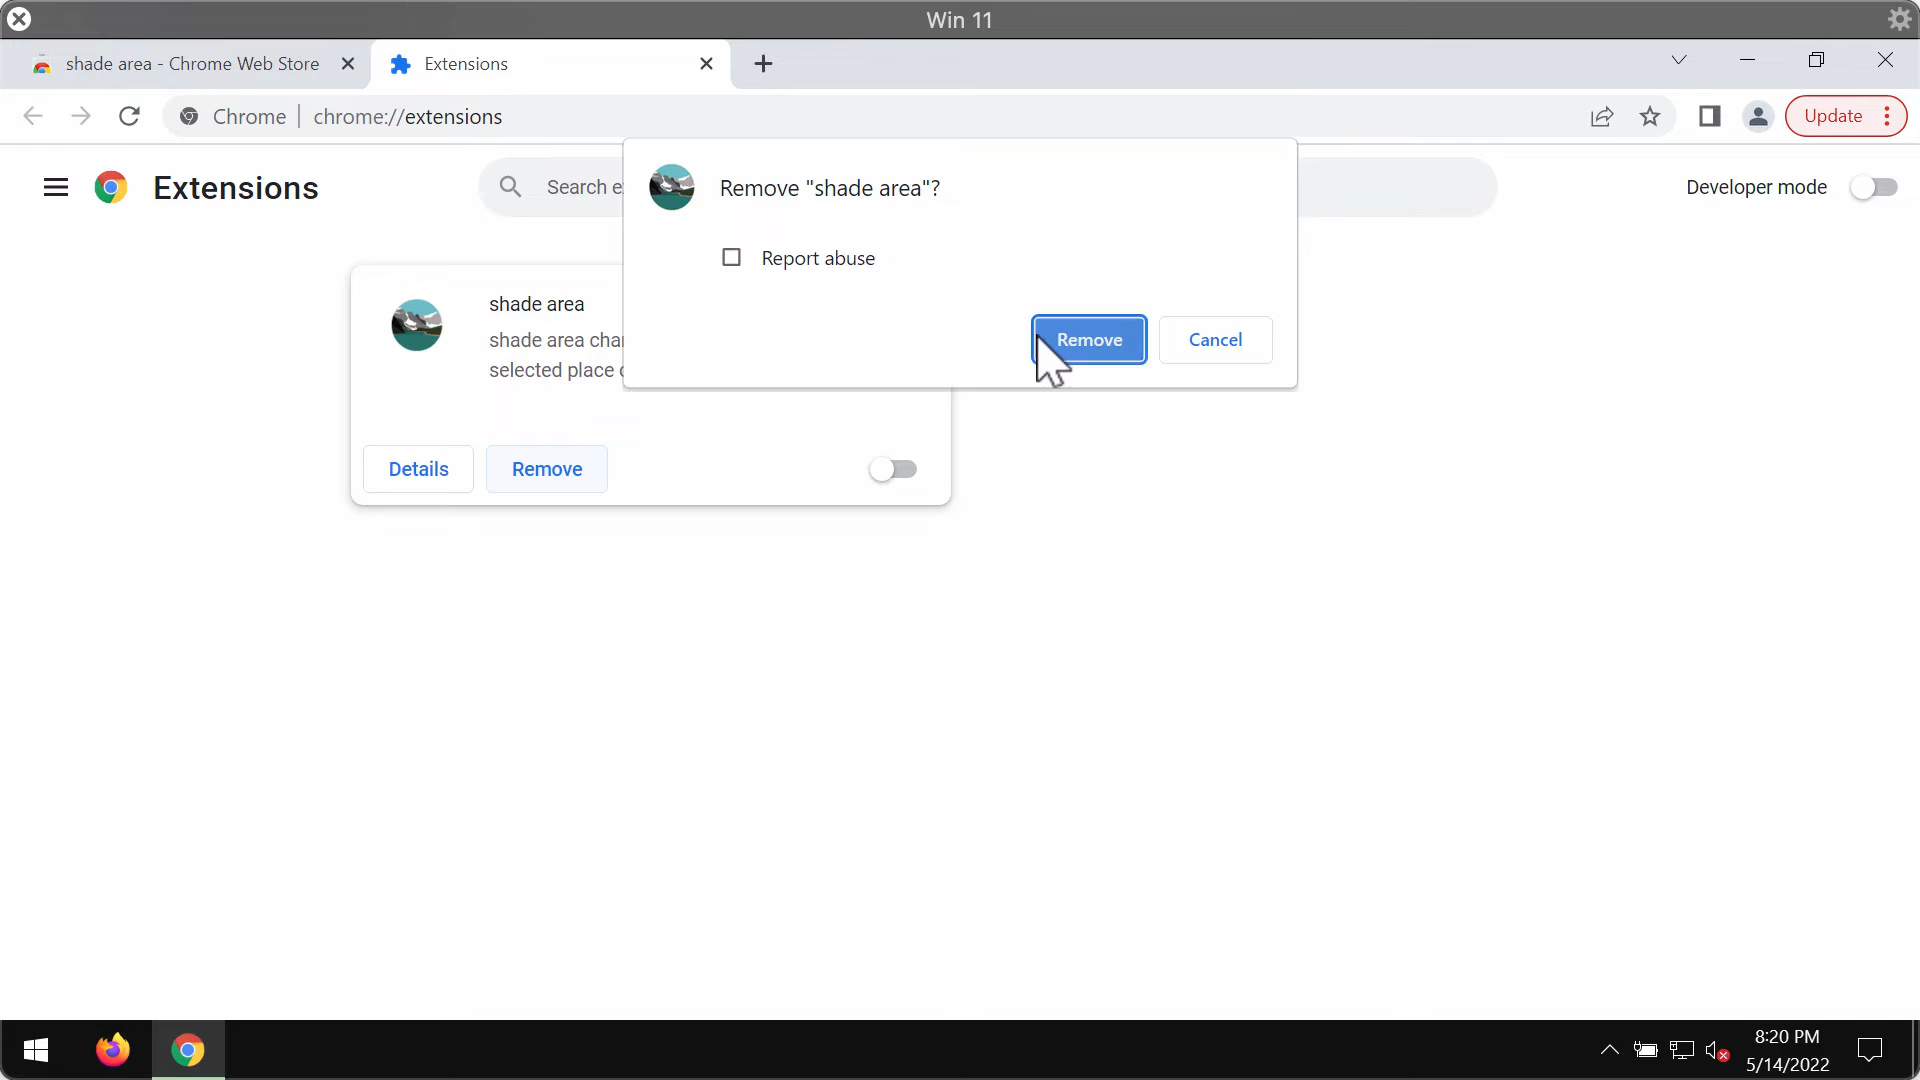 Win 11
shade area - Chrome Web Store
Extensions
Chrome
chrome://extensions
Update
Extensions
Search e
Developer mode
Remove "shade area"?
Report abuse
Remove
Cancel
shade area
shade area cha
selected place
Details
Remove
8:20 PM
5/14/2022